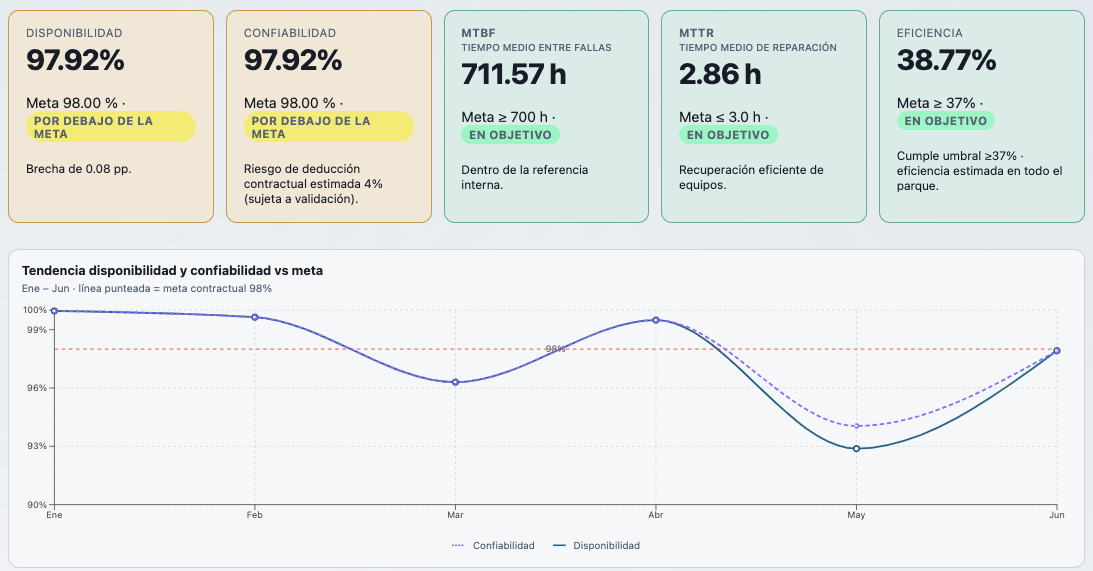 DISPONIBILIDAD
97.92%
Meta 98.00 % ·
POR DEBAJO DE LA
META
Brecha de 0.08 pp.
CONFIABILIDAD
97.92%
Meta 98.00 % ·
POR DEBAJO DE LA
META
Riesgo de deducción
contractual estimada 4%
(sujeta a validación).
MTBF
TIEMPO MEDIO ENTRE FALLAS
711.57 h
Meta ≥ 700 h ·
EN OBJETIVO
Dentro de la referencia
interna.
MTTR
TIEMPO MEDIO DE REPARACIÓN
2.86 h
Meta ≤ 3.0 h ·
EN OBJETIVO
Recuperación eficiente de
equipos.
EFICIENCIA
38.77%
Meta ≥ 37% ·
EN OBJETIVO
Cumple umbral ≥37% ·
eficiencia estimada en todo el
parque.
Tendencia disponibilidad y confiabilidad vs meta
Ene – Jun · línea punteada = meta contractual 98%
100%
99%
98%
96%
93%
90%
Ene Feb Mar Abr May Jun
Confiabilidad Disponibilidad